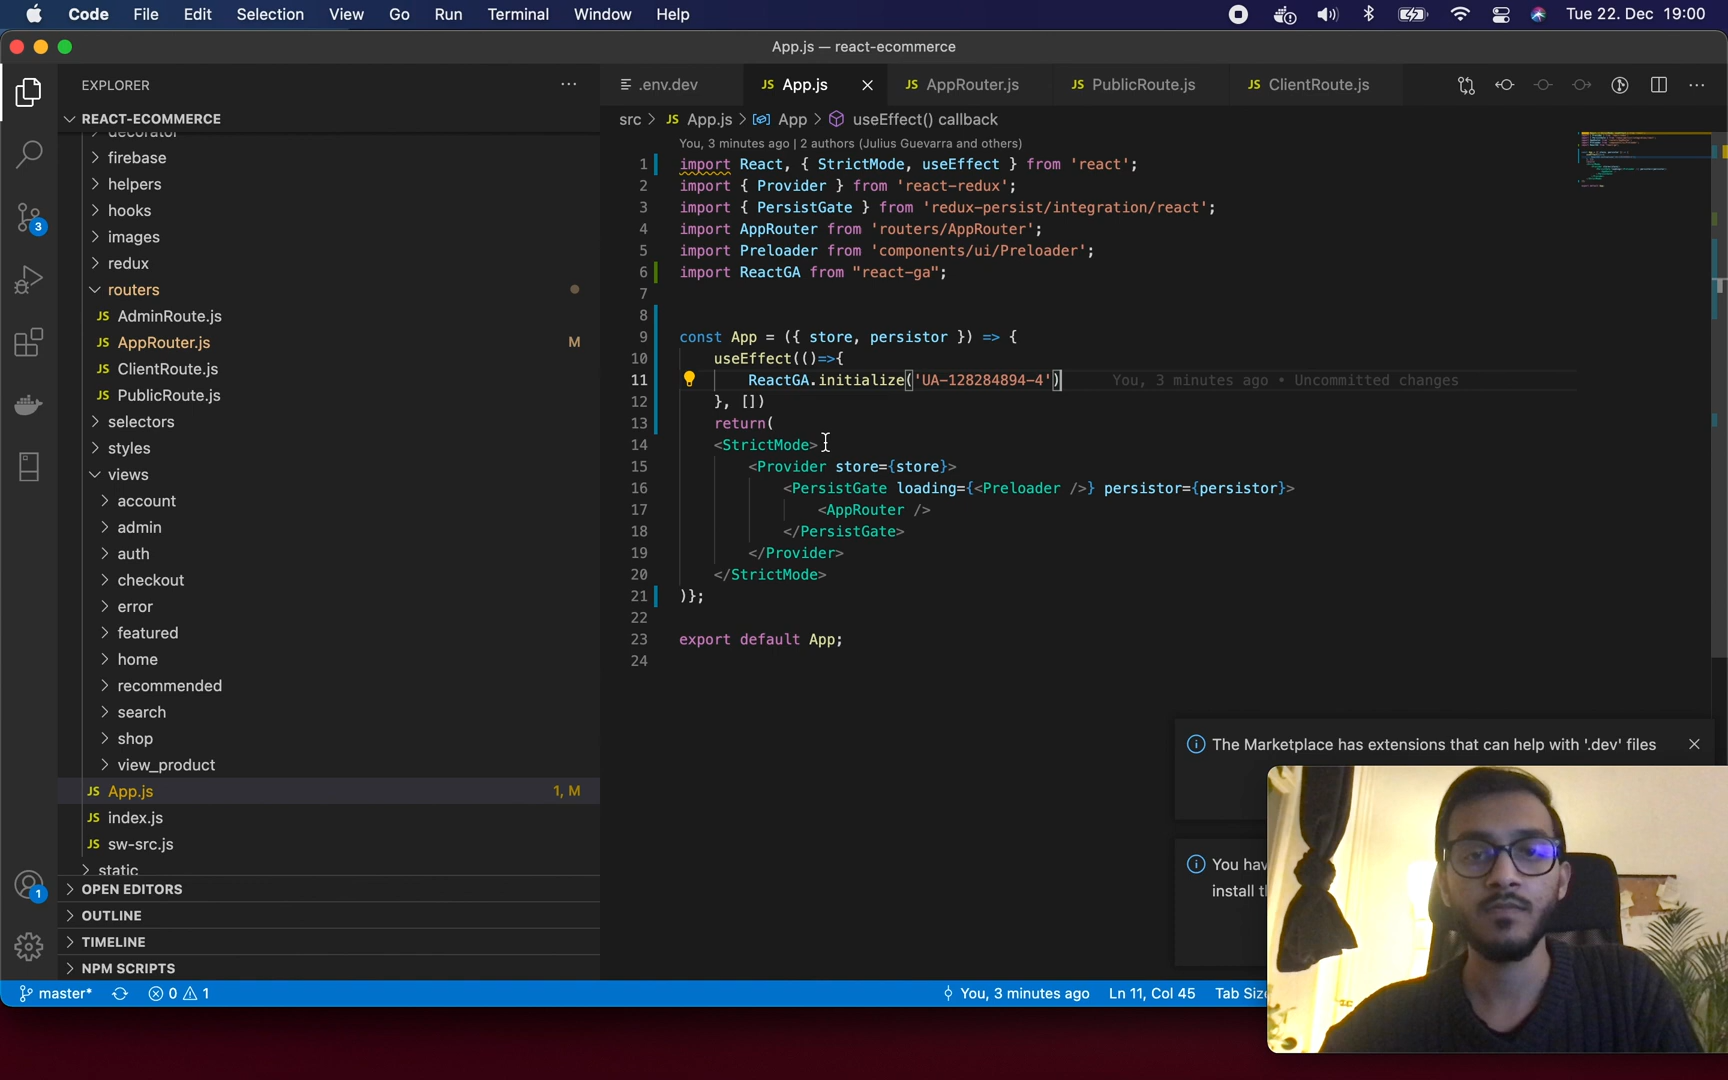 Code File Edit Selection View Go Run Terminal Window Help
Tue 22. Dec 19:00
App.js — react-ecommerce
EXPLORER
REACT-ECOMMERCE
decorator
firebase
helpers
hooks
images
redux
routers
JS AdminRoute.js
JS AppRouter.js M
JS ClientRoute.js
JS PublicRoute.js
selectors
styles
views
account
admin
auth
checkout
error
featured
home
recommended
search
shop
view_product
JS App.js 1, M
JS index.js
JS sw-src.js
static
OPEN EDITORS
OUTLINE
TIMELINE
NPM SCRIPTS
3
1
.env.dev JS App.js JS AppRouter.js JS PublicRoute.js JS ClientRoute.js
src > JS App.js > App > useEffect() callback
You, 3 minutes ago | 2 authors (Julius Guevarra and others)
1 import React, { StrictMode, useEffect } from 'react';
2 import { Provider } from 'react-redux';
3 import { PersistGate } from 'redux-persist/integration/react';
4 import AppRouter from 'routers/AppRouter';
5 import Preloader from 'components/ui/Preloader';
6 import ReactGA from "react-ga";
7
8
9 const App = ({ store, persistor }) => {
10 useEffect(()=>{
11 ReactGA.initialize('UA-128284894-4') You, 3 minutes ago • Uncommitted changes
12 }, [])
13 return(
14 <StrictMode>
15 <Provider store={store}>
16 <PersistGate loading={<Preloader />} persistor={persistor}>
17 <AppRouter />
18 </PersistGate>
19 </Provider>
20 </StrictMode>
21 )};
22
23 export default App;
24
The Marketplace has extensions that can help with '.dev' files
You hav
install t
master* 0 1 You, 3 minutes ago Ln 11, Col 45 Tab Siz